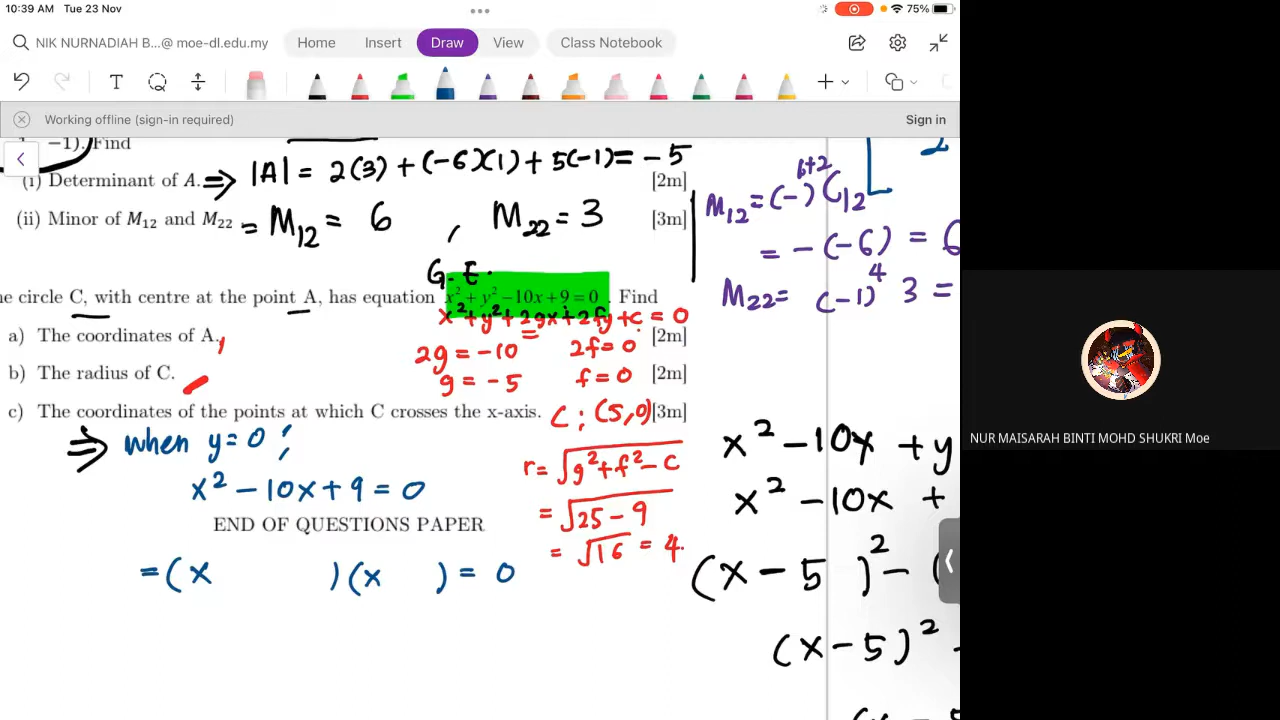 10:39 AM Tue 23 Nov
75%
NIK NURNADIAH B...@ moe-dl.edu.my
Home Insert Draw View Class Notebook
Working offline (sign-in required) Sign in
−1). Find
(i) Determinant of A. ⇒ |A| = 2(3) + (-6)(1) + 5(-1) = -5 [2m]
(ii) Minor of M12 and M22 = M12 = 6 , M22 = 3 [3m]
G.E.
ne circle C, with centre at the point A, has equation x² + y² − 10x + 9 = 0 . Find
x² + y² + 2gx + 2fy + c = 0
a) The coordinates of A. [2m]
2g = -10 2f = 0
g = -5 f = 0
b) The radius of C. [2m]
c) The coordinates of the points at which C crosses the x-axis. [3m]
C ; (5,0)
⇒ when y = 0 ;
r = √g² + f² - c
x² - 10x + 9 = 0
= √25 - 9
END OF QUESTIONS PAPER
= √16 = 4.
= (x )(x ) = 0
2
M12 = (-)^6+2 C12
= -(-6) = 6
M22 = (-1)^4 3 =
x² - 10x + y
x² - 10x +
(x - 5 )² - (
(x - 5)² -
NUR MAISARAH BINTI MOHD SHUKRI Moe